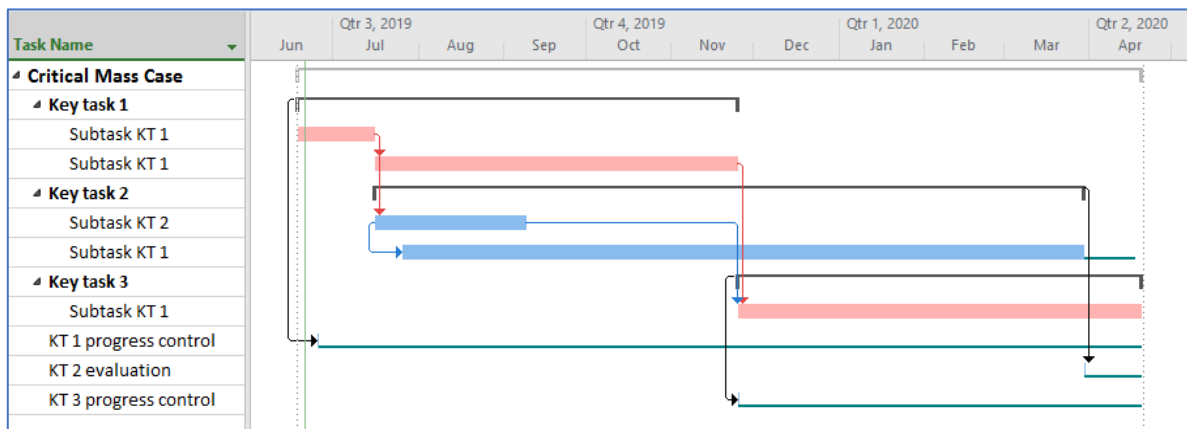 Qtr 3, 2019 Qtr 4, 2019 Qtr 1, 2020 Qtr 2, 2020
Task Name Jun Jul Aug Sep Oct Nov Dec Jan Feb Mar Apr
Critical Mass Case
Key task 1
Subtask KT 1
Subtask KT 1
Key task 2
Subtask KT 2
Subtask KT 1
Key task 3
Subtask KT 1
KT 1 progress control
KT 2 evaluation
KT 3 progress control